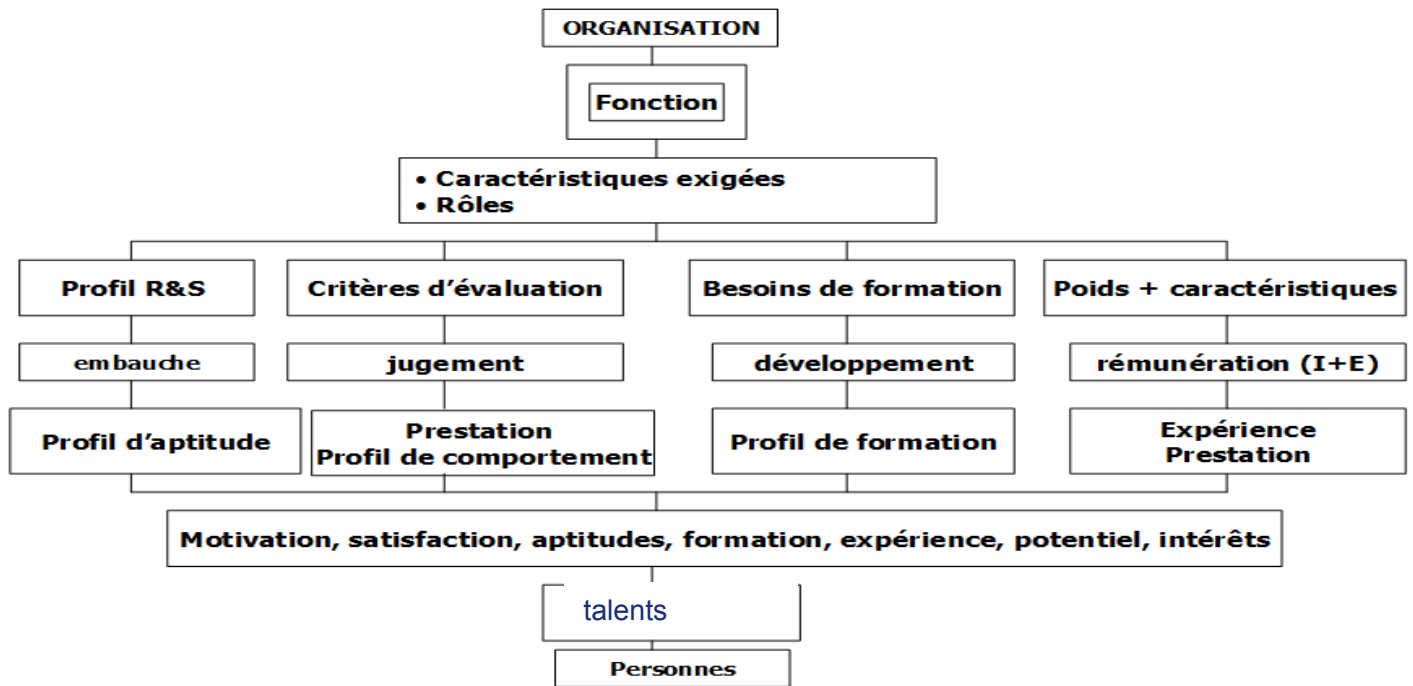 ORGANISATION
Fonction
• Caractéristiques exigées
• Rôles
Profil R&S
Critères d’évaluation
Besoins de formation
Poids + caractéristiques
embauche
jugement
développement
rémunération (I+E)
Profil d’aptitude
Prestation
Profil de comportement
Profil de formation
Expérience
Prestation
Motivation, satisfaction, aptitudes, formation, expérience, potentiel, intérêts
talents
Personnes